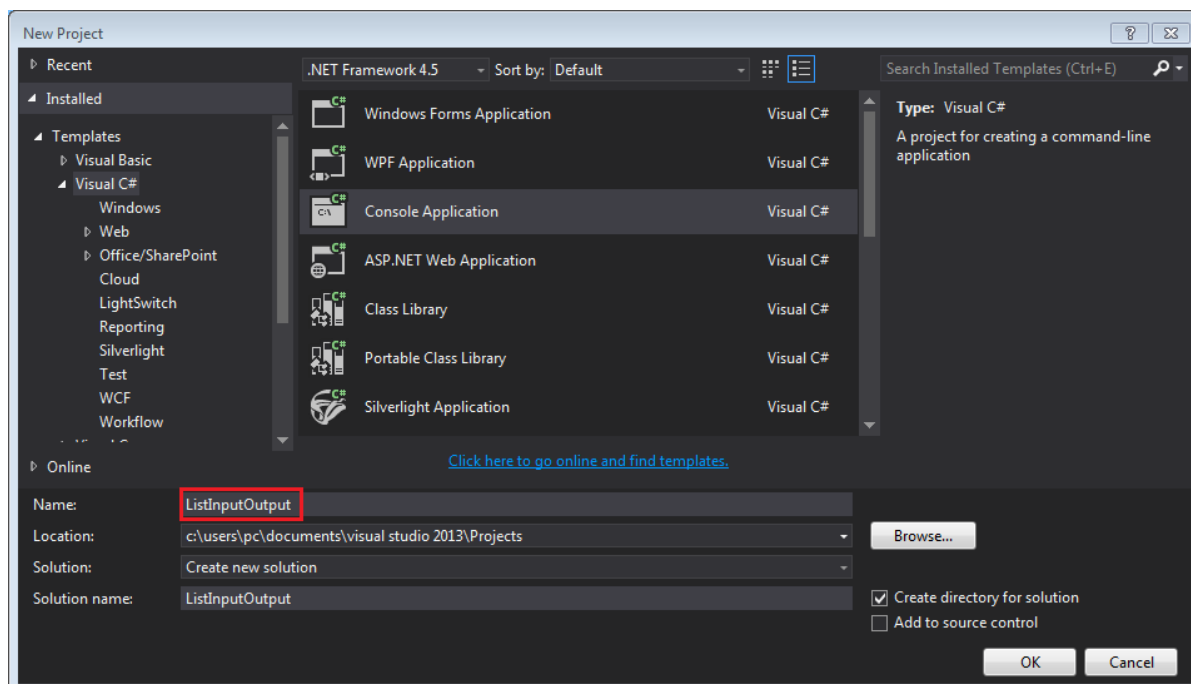 New Project
Recent
.NET Framework 4.5 Sort by: Default
Search Installed Templates (Ctrl+E)
Installed
Templates
Visual Basic
Visual C#
Windows
Web
Office/SharePoint
Cloud
LightSwitch
Reporting
Silverlight
Test
WCF
Workflow
Online
C# Windows Forms Application Visual C#
C# WPF Application Visual C#
C:\ C# Console Application Visual C#
C# ASP.NET Web Application Visual C#
C# Class Library Visual C#
C# Portable Class Library Visual C#
C# Silverlight Application Visual C#
Click here to go online and find templates.
Type: Visual C#
A project for creating a command-line
application
Name: ListInputOutput
Location: c:\users\pc\documents\visual studio 2013\Projects
Browse...
Solution: Create new solution
Solution name: ListInputOutput
Create directory for solution
Add to source control
OK Cancel